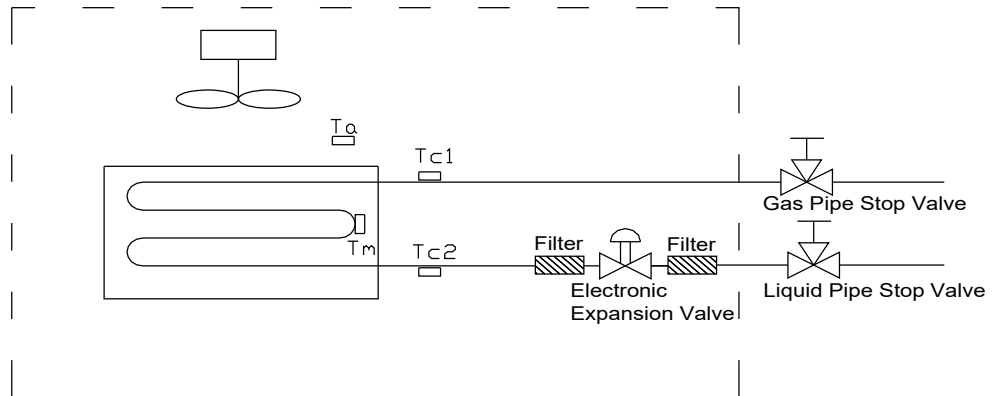 Ta
Tc1
Gas Pipe Stop Valve
Tm
Tc2
Filter
Filter
Electronic
Expansion Valve
Liquid Pipe Stop Valve